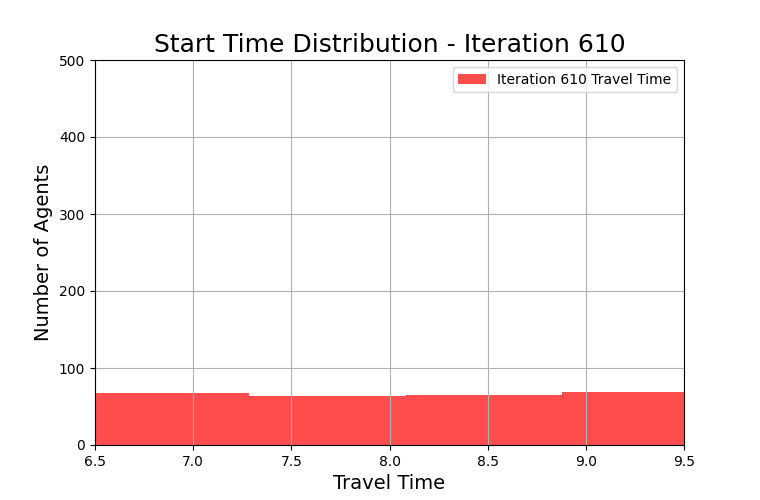 Start Time Distribution - Iteration 610
500
Iteration 610 Travel Time
400
300
200
100
0
Number of Agents
6.5 7.0 7.5 8.0 8.5 9.0 9.5
Travel Time